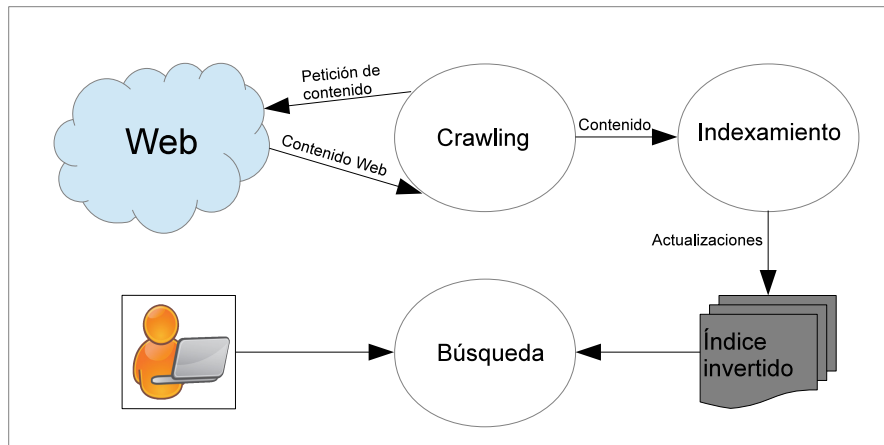 Petición de
contenido
Web
Contenido Web
Crawling
Contenido
Indexamiento
Actualizaciones
Búsqueda
Índice
invertido